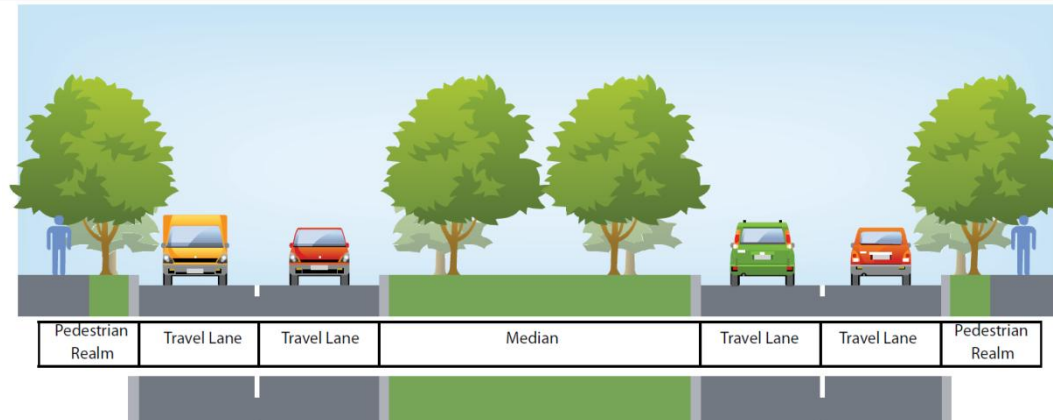 Pedestrian
Realm
Travel Lane
Travel Lane
Median
Travel Lane
Travel Lane
Pedestrian
Realm